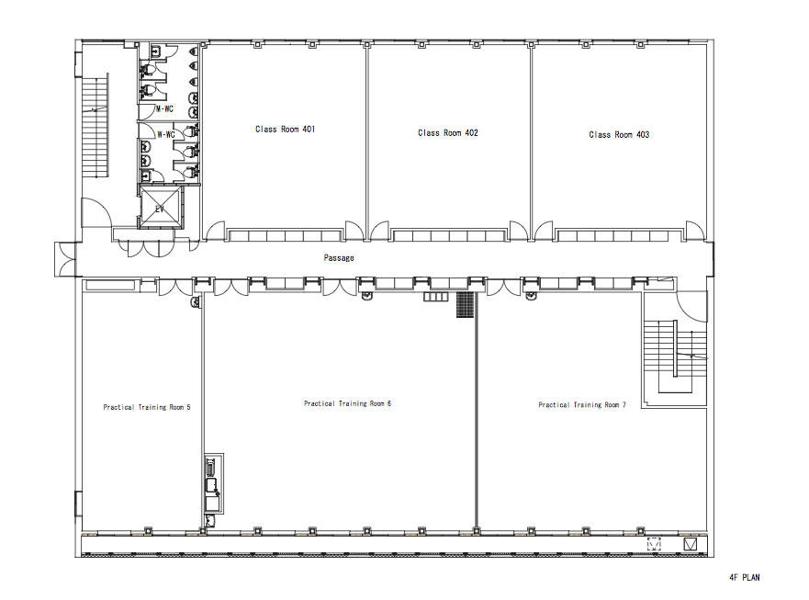 M-WC
W-WC
Class Room 401
Class Room 402
Class Room 403
EV
Passage
Practical Training Room 5
Practical Training Room 6
Practical Training Room 7
4F PLAN